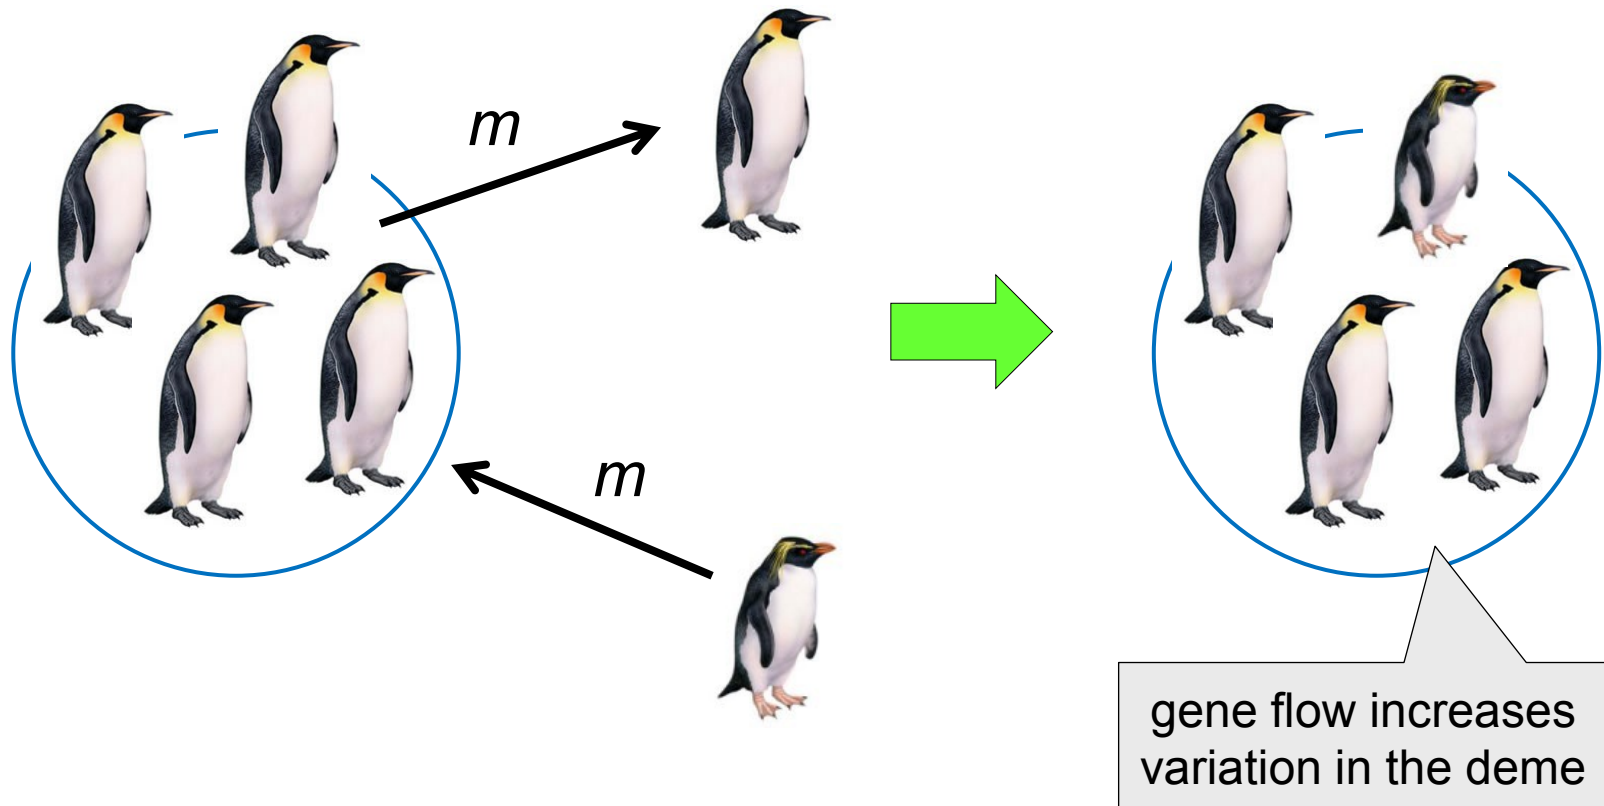 m
m
gene flow increases
variation in the deme